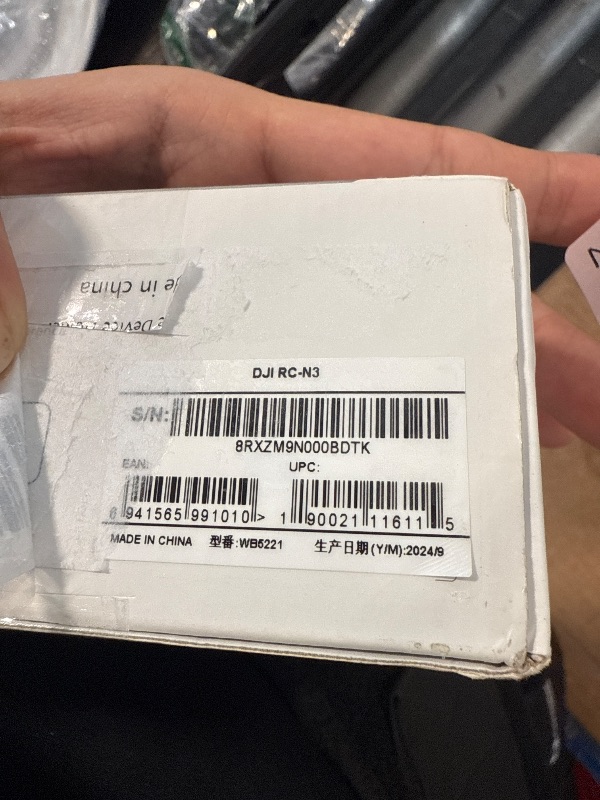 DJI RC-N3
S/N:
8RXZM9N000BDTK
EAN: UPC:
6 941565 991010 > 1 90021 11611 5
MADE IN CHINA 型番:WB5221 生产日期(Y/M):2024/9
e in china
Device